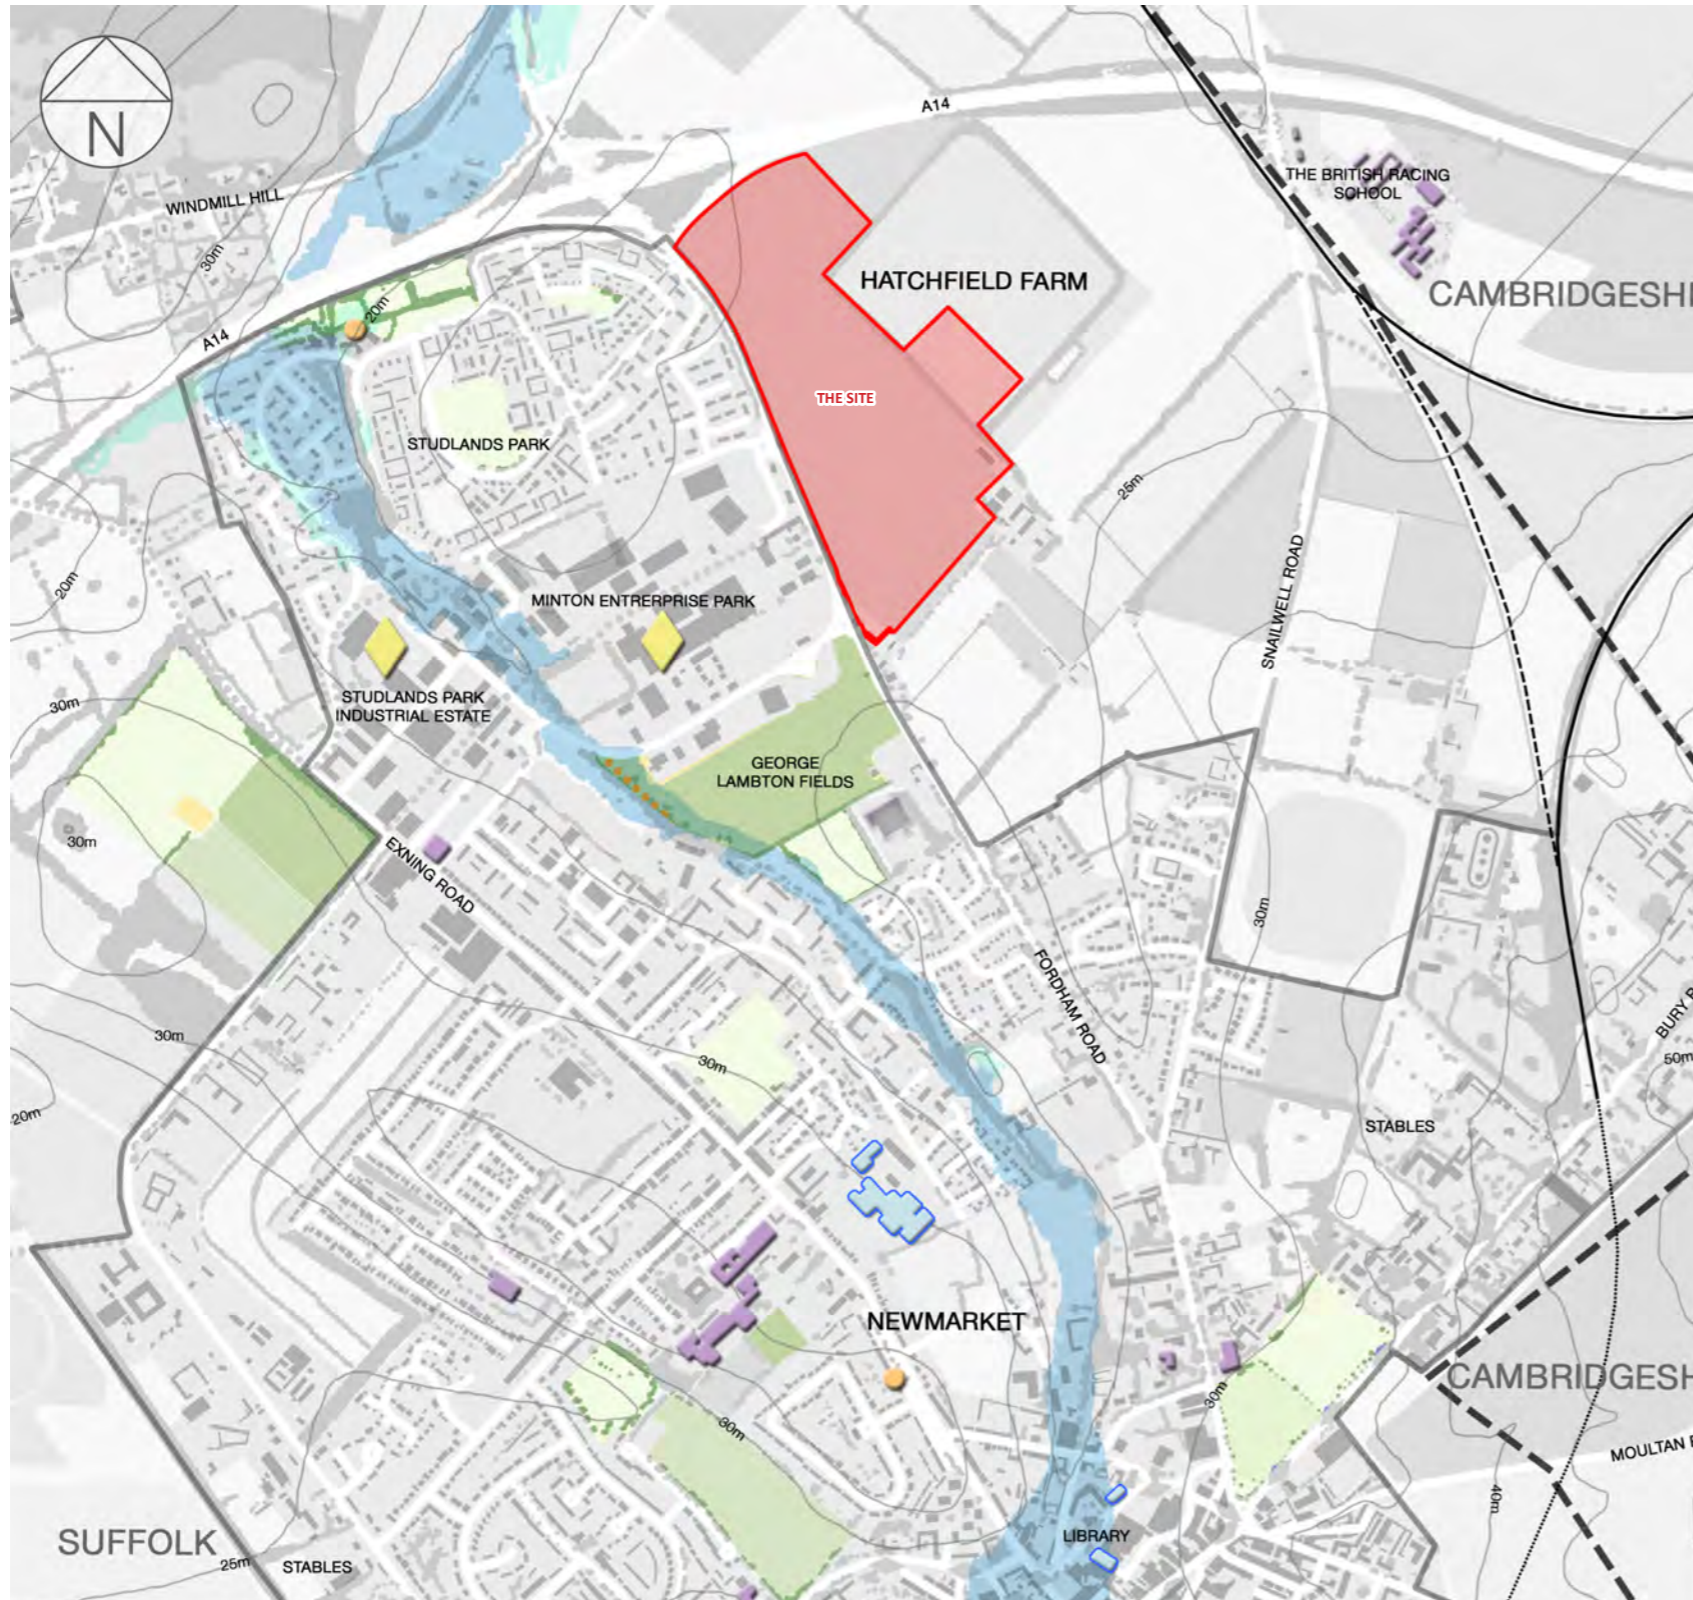 A14
N
THE BRITISH RACING
SCHOOL
WINDMILL HILL
30m
HATCHFIELD FARM
CAMBRIDGESHI
20m
A14
THE SITE
STUDLANDS PARK
25m
20m
SNAILWELL ROAD
MINTON ENTRERPRISE PARK
30m
STUDLANDS PARK
INDUSTRIAL ESTATE
GEORGE
LAMBTON FIELDS
30m
EXNING ROAD
30m
FORDHAM ROAD
BURY R
30m
30m
50m
20m
STABLES
NEWMARKET
CAMBRIDGESH
30m
30m
MOULTAN R
40m
SUFFOLK
LIBRARY
25m
STABLES